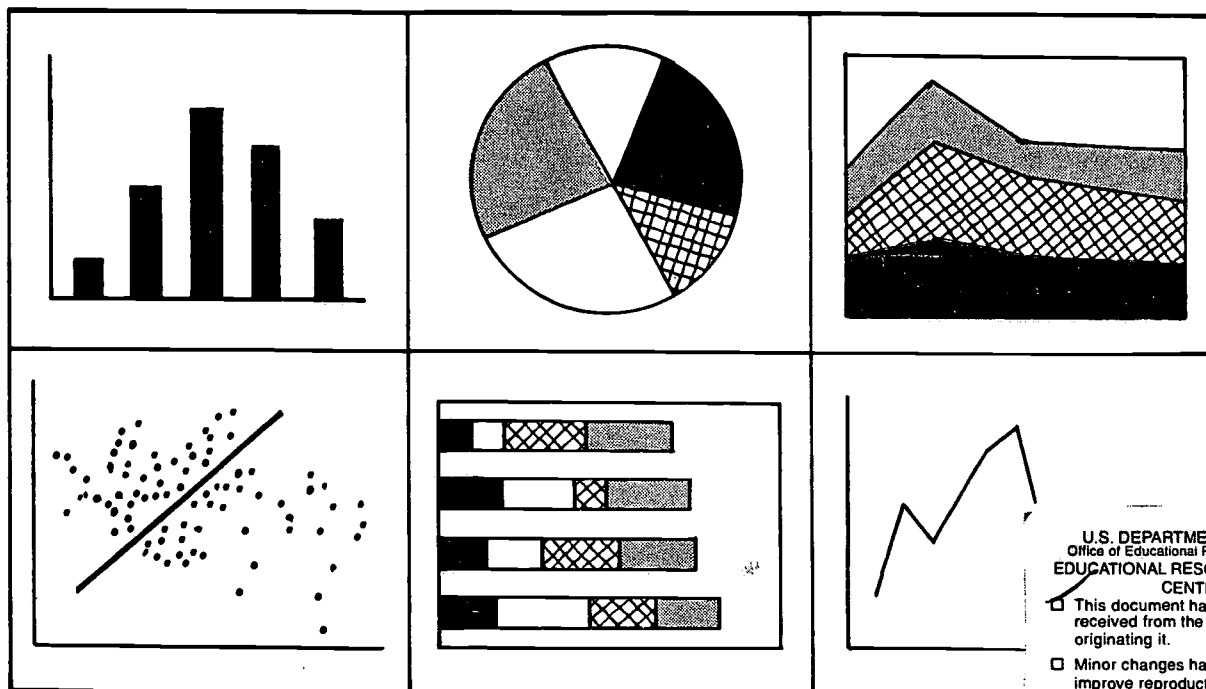 U.S. DEPARTME
Office of Educational R
EDUCATIONAL RESO
CENT
☐ This document ha
received from the
originating it.
☐ Minor changes ha
improve reproduct